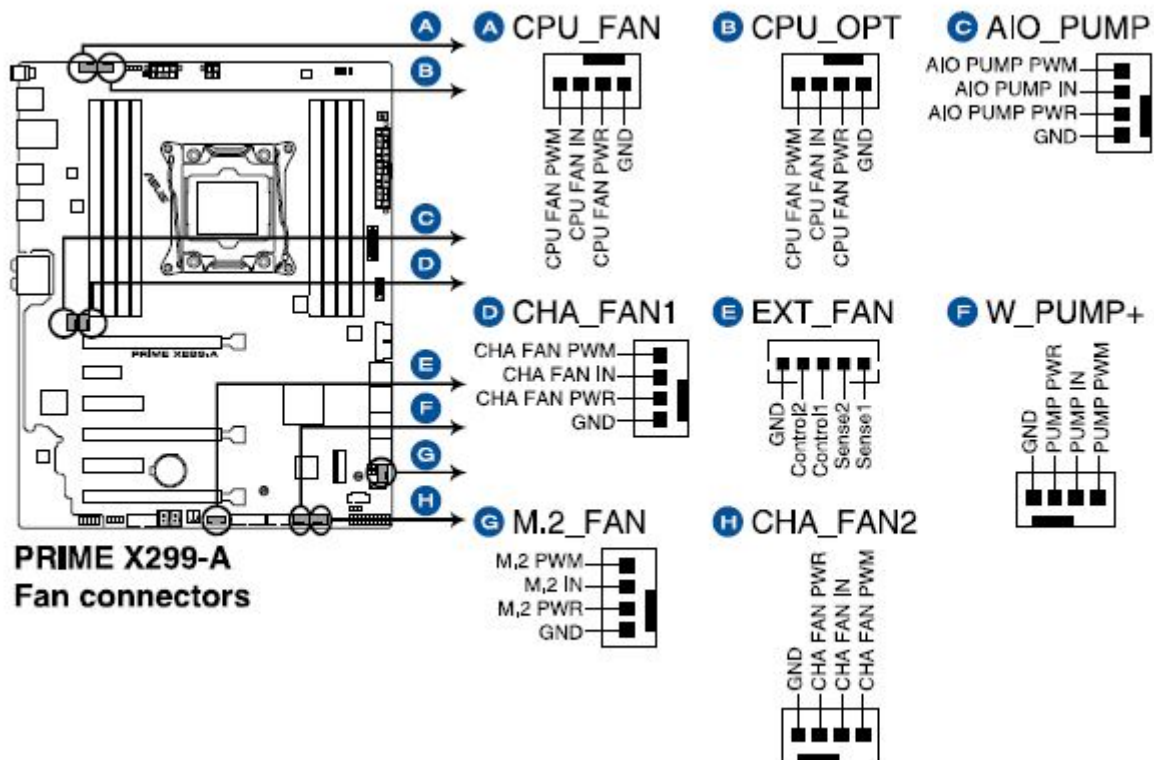 A
B
C
D
E
F
G
H
ASUS
PRIME X299-A
PRIME X299-A
Fan connectors
A CPU_FAN
CPU FAN PWM
CPU FAN IN
CPU FAN PWR
GND
B CPU_OPT
CPU FAN PWM
CPU FAN IN
CPU FAN PWR
GND
C AIO_PUMP
AIO PUMP PWM
AIO PUMP IN
AIO PUMP PWR
GND
D CHA_FAN1
CHA FAN PWM
CHA FAN IN
CHA FAN PWR
GND
E EXT_FAN
GND
Control2
Control1
Sense2
Sense1
F W_PUMP+
GND
PUMP PWR
PUMP IN
PUMP PWM
G M.2_FAN
M.2 PWM
M.2 IN
M.2 PWR
GND
H CHA_FAN2
GND
CHA FAN PWR
CHA FAN IN
CHA FAN PWM